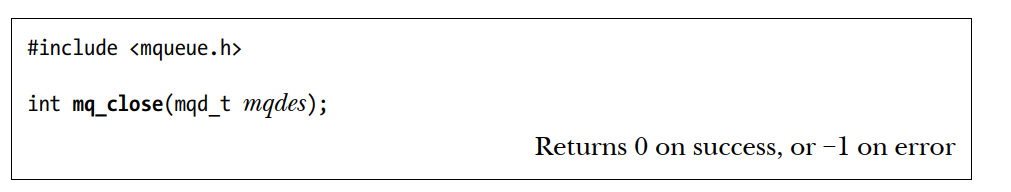 #include <mqueue.h>
int mq_close(mqd_t mqdes);
Returns 0 on success, or −1 on error